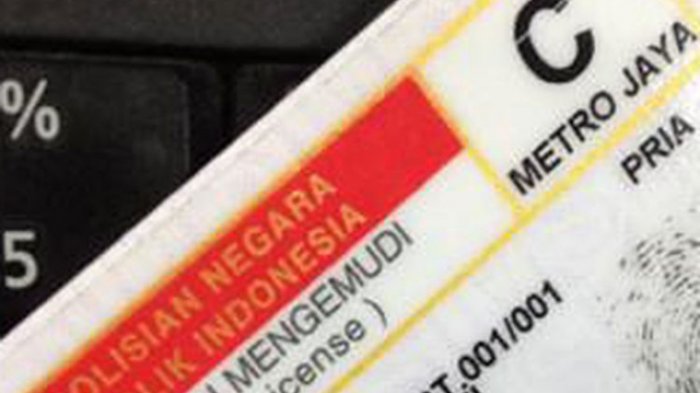 %
5
C
METRO JAYA
PRIA
OLISIAN NEGARA
LIK INDONESIA
MENGEMUDI
icense )
T.001/001